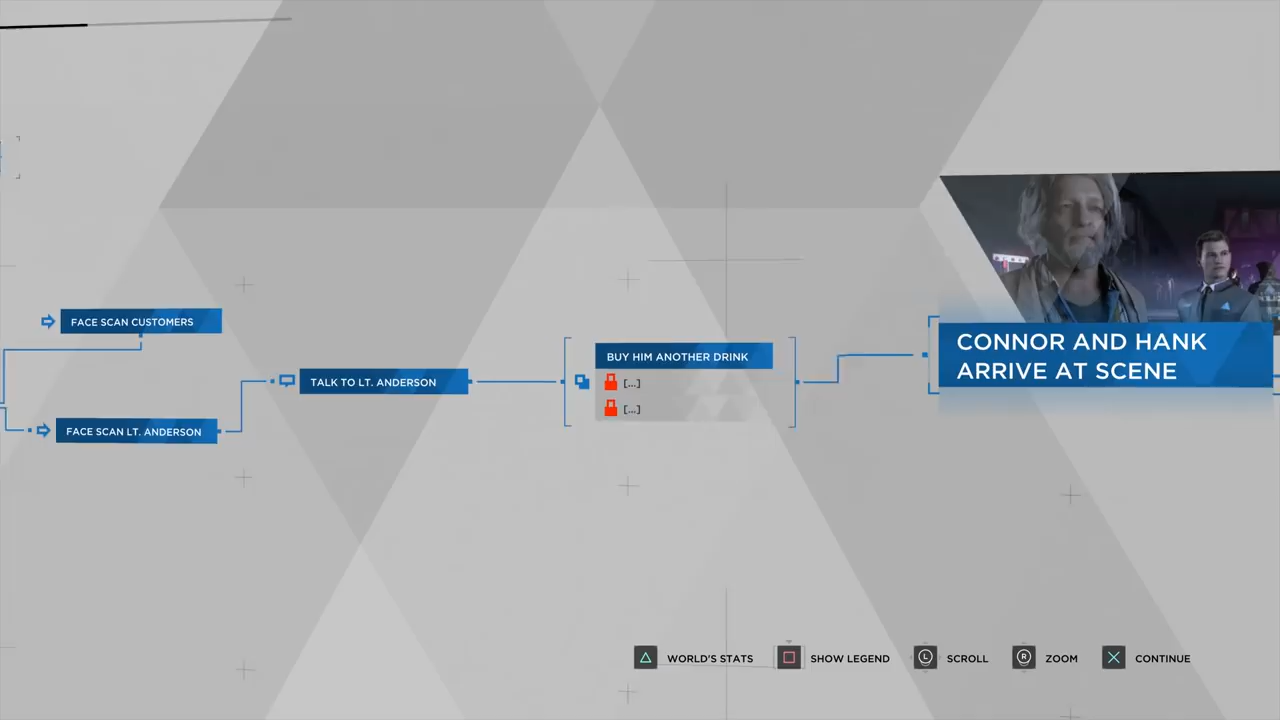 FACE SCAN CUSTOMERS
FACE SCAN LT. ANDERSON
TALK TO LT. ANDERSON
BUY HIM ANOTHER DRINK
[...]
[...]
CONNOR AND HANK
ARRIVE AT SCENE
WORLD'S STATS
SHOW LEGEND
L
SCROLL
R
ZOOM
CONTINUE